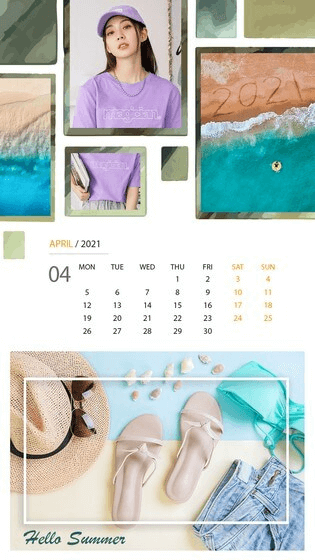 2021
magician.
magician.
APRIL / 2021
04
MON TUE WED THU FRI SAT SUN
1 2 3 4
5 6 7 8 9 10 11
12 13 14 15 16 17 18
19 20 21 22 23 24 25
26 27 28 29 30
Hello Summer